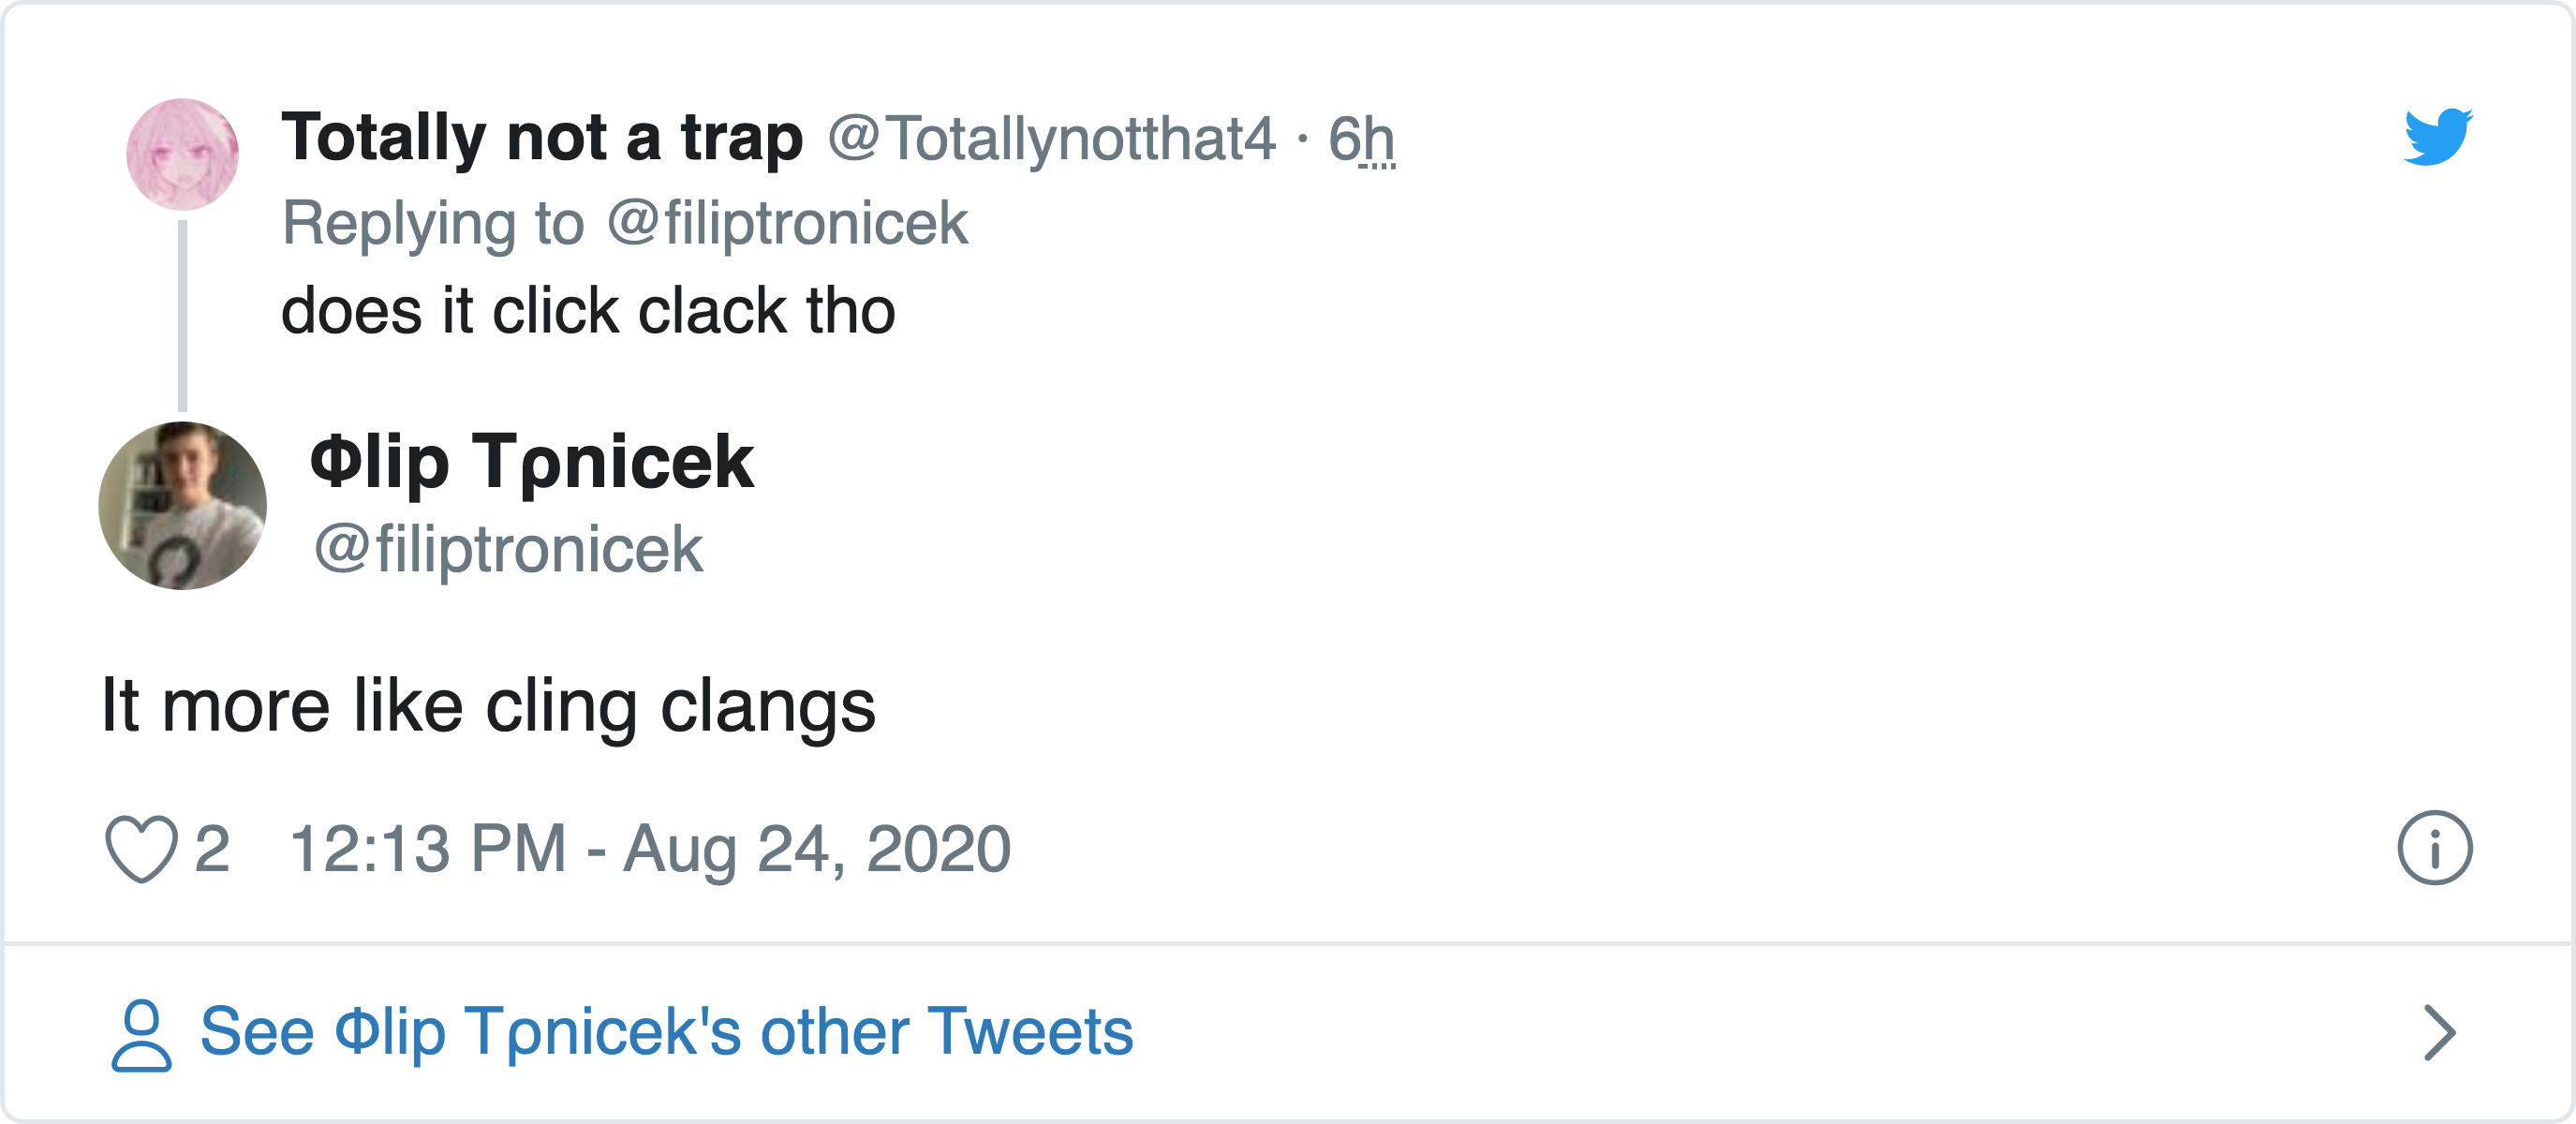 Totally not a trap @Totallynotthat4 · 6h
Replying to @filiptronicek
does it click clack tho
Φlip Tρnicek
@filiptronicek
It more like cling clangs
2 12:13 PM - Aug 24, 2020
See Φlip Tρnicek's other Tweets